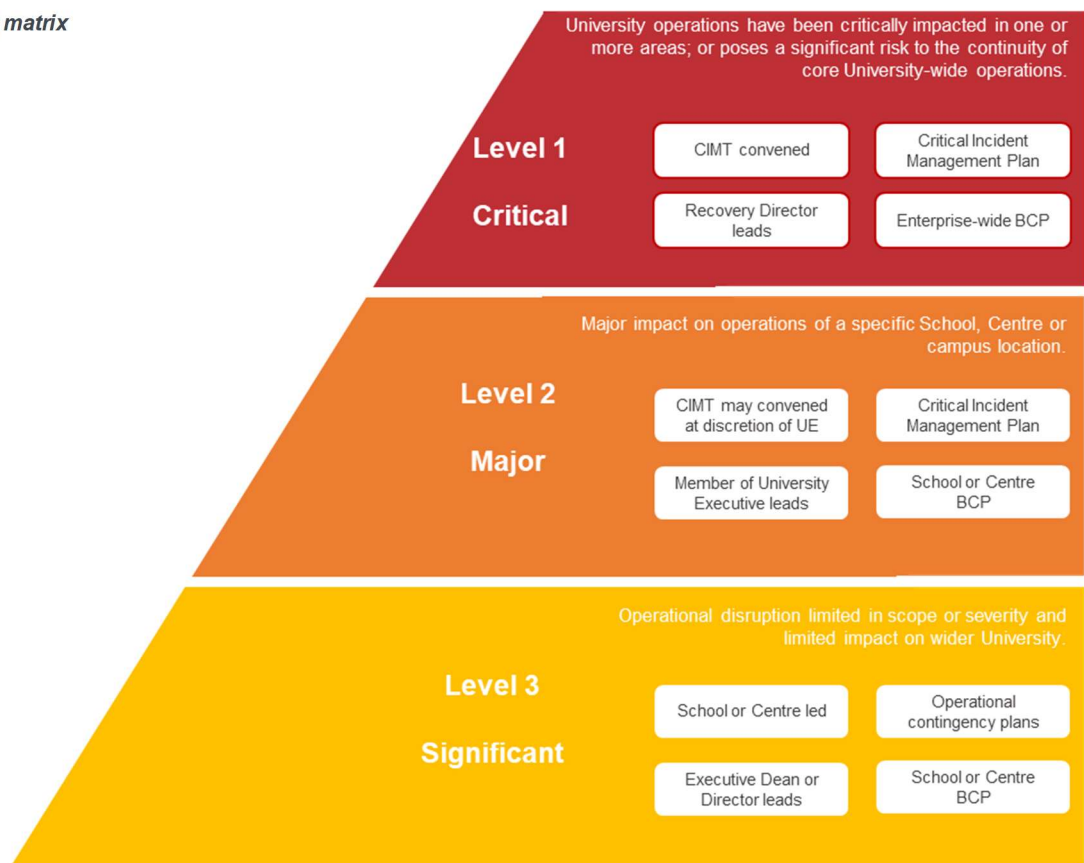 matrix
University operations have been critically impacted in one or
more areas; or poses a significant risk to the continuity of
core University-wide operations.
Level 1
Critical
CIMT convened
Critical Incident
Management Plan
Recovery Director
leads
Enterprise-wide BCP
Major impact on operations of a specific School, Centre or
campus location.
Level 2
Major
CIMT may convened
at discretion of UE
Critical Incident
Management Plan
Member of University
Executive leads
School or Centre
BCP
Operational disruption limited in scope or severity and
limited impact on wider University.
Level 3
Significant
School or Centre led
Operational
contingency plans
Executive Dean or
Director leads
School or Centre
BCP